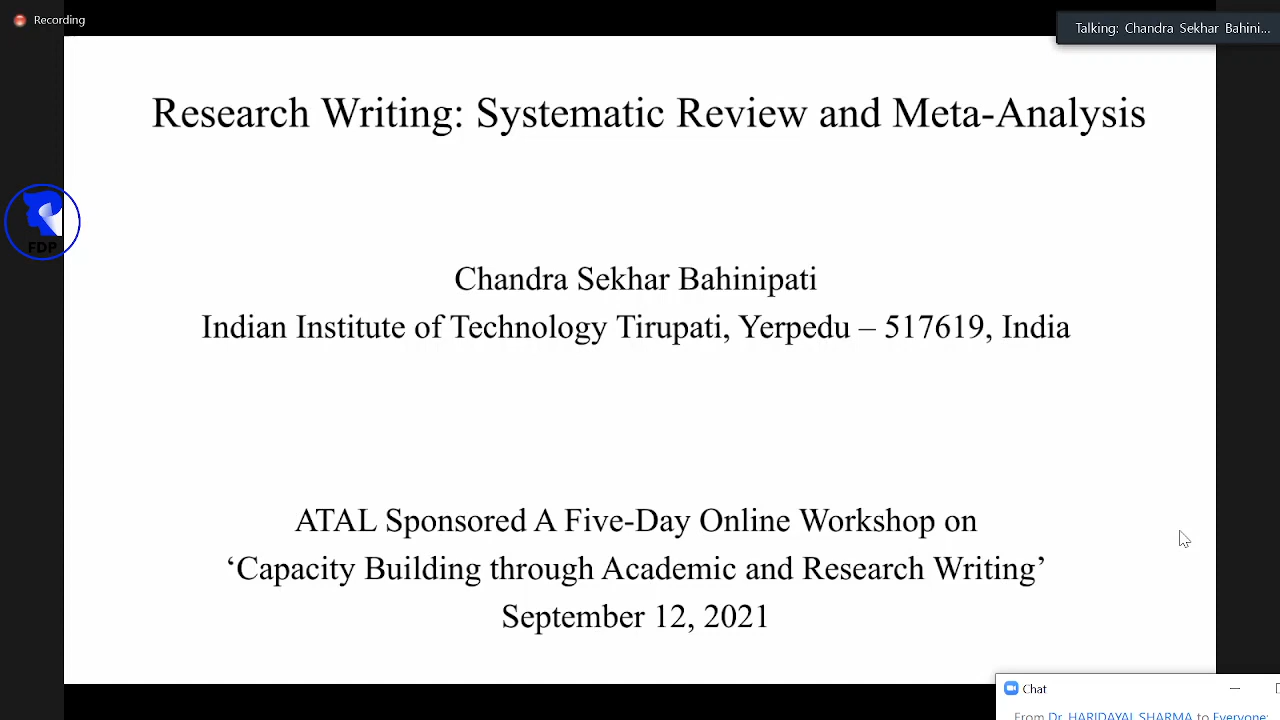 Recording
Talking: Chandra Sekhar Bahini...
Research Writing: Systematic Review and Meta-Analysis
FDP
Chandra Sekhar Bahinipati
Indian Institute of Technology Tirupati, Yerpedu – 517619, India
ATAL Sponsored A Five-Day Online Workshop on
‘Capacity Building through Academic and Research Writing’
September 12, 2021
Chat
From Dr. HARIDAYAL SHARMA to Everyone: